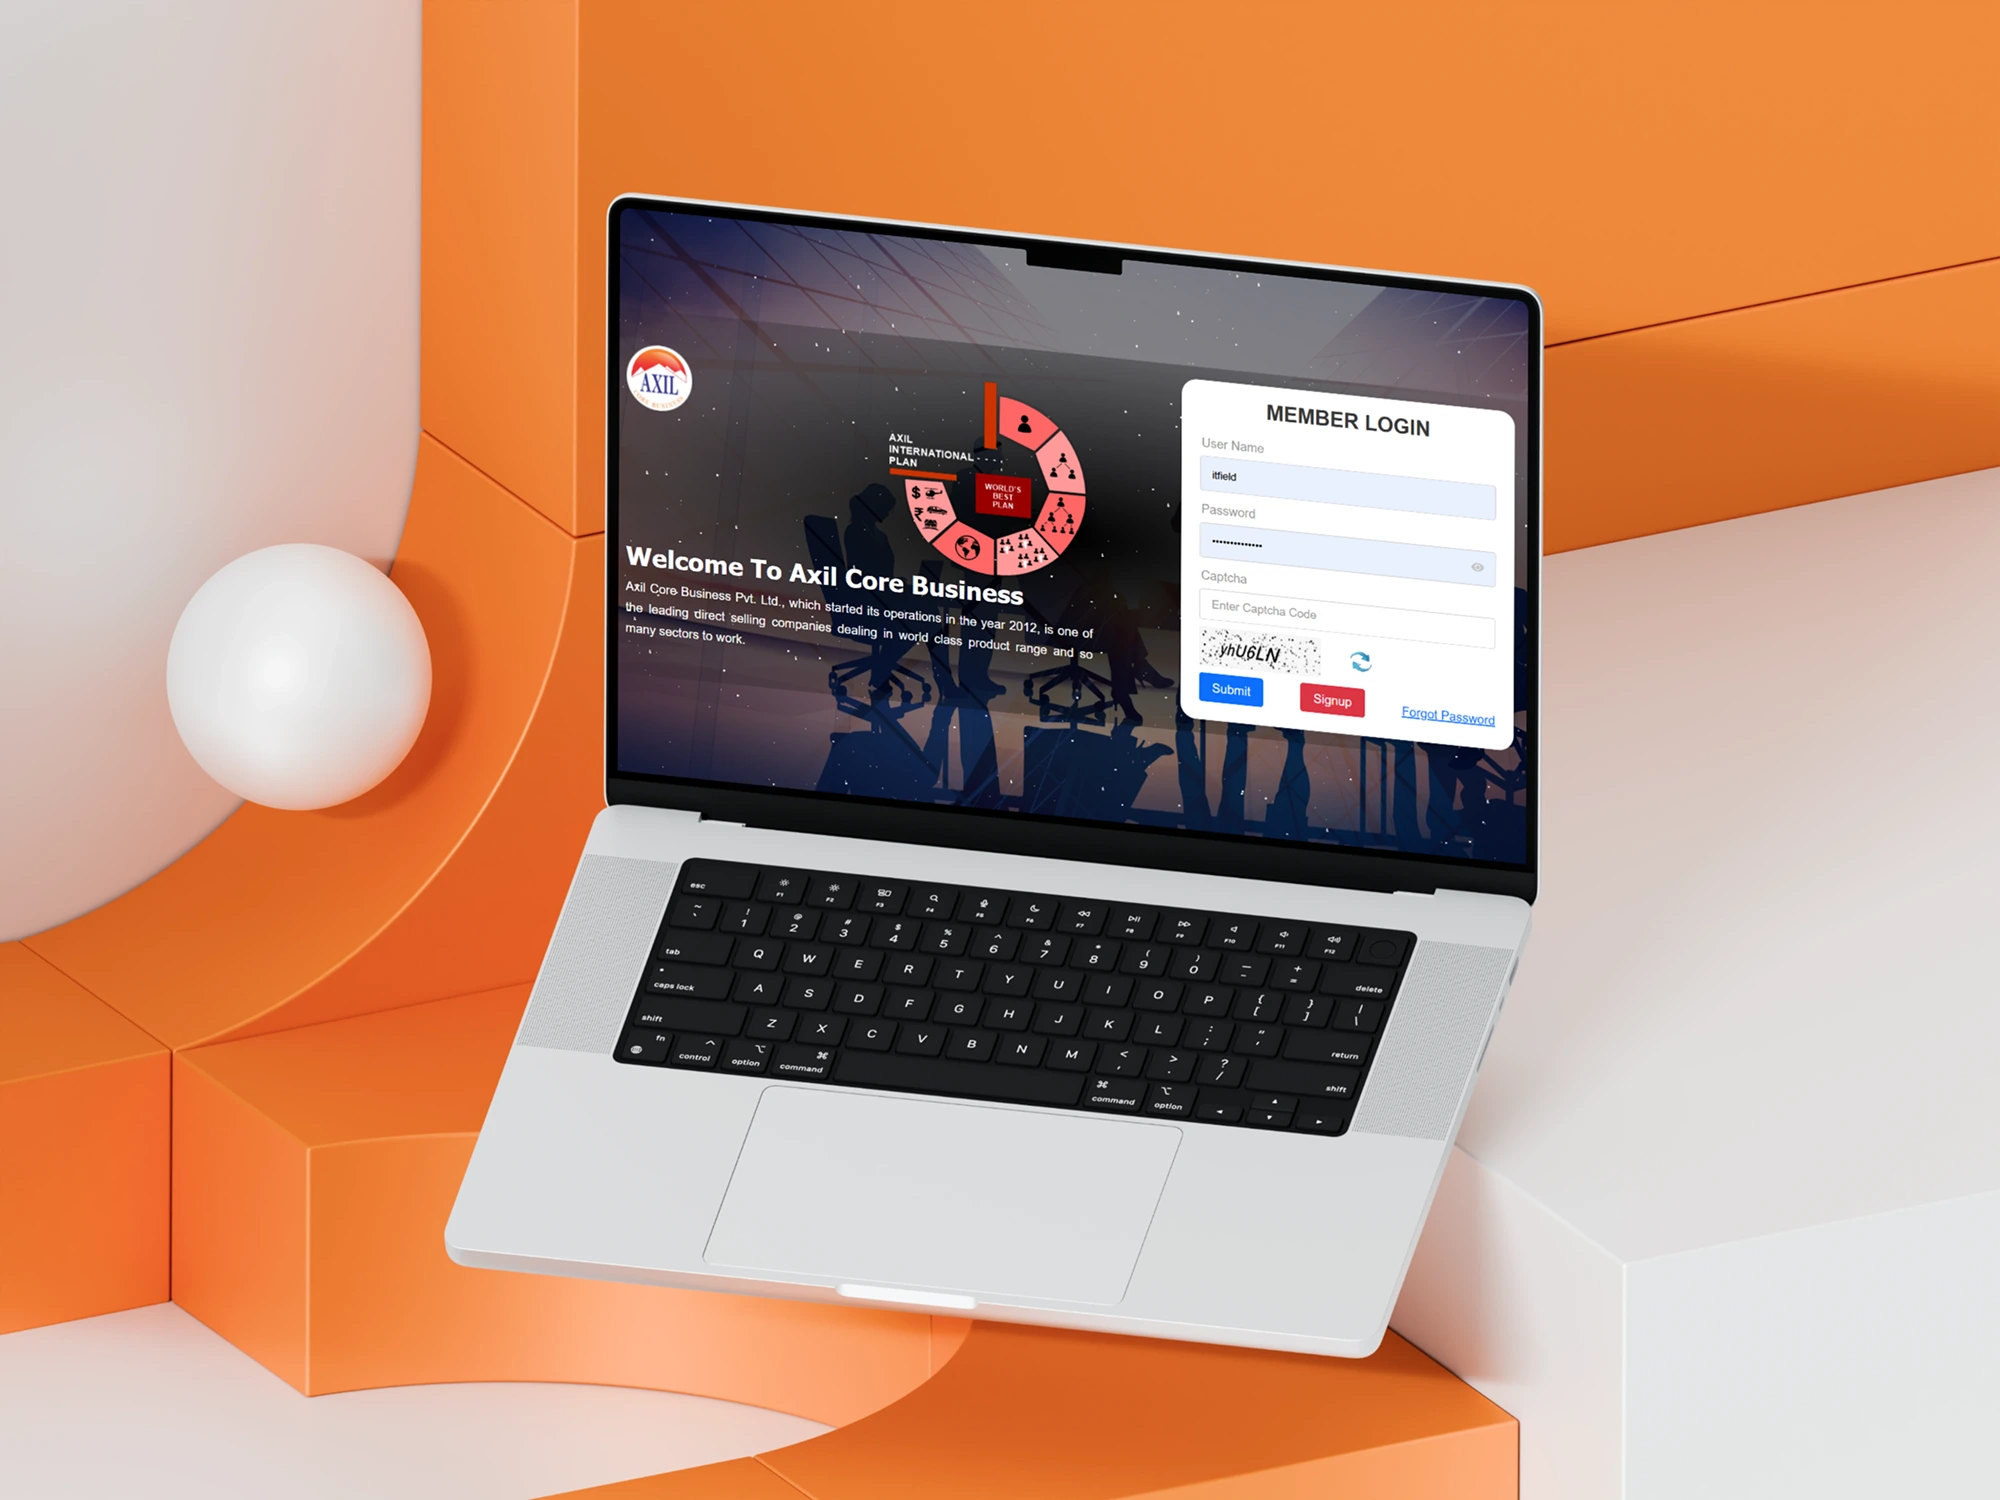 AXIL
CORE BUSINESS
AXIL
INTERNATIONAL
PLAN
WORLD'S
BEST
PLAN
$
₹
Welcome To Axil Core Business
Axil Core Business Pvt. Ltd., which started its operations in the year 2012, is one of
the leading direct selling companies dealing in world class product range and so
many sectors to work.
MEMBER LOGIN
User Name
itfield
Password
••••••••••••••
Captcha
Enter Captcha Code
yhU6LN
Submit Signup Forgot Password
esc F1 F2 F3 F4 F5 F6 F7 F8 F9 F10 F11 F12
~ ` ! 1 @ 2 # 3 $ 4 % 5 ^ 6 & 7 * 8 ( 9 ) 0 — - + = delete
tab Q W E R T Y U I O P { [ } ] | \
caps lock A S D F G H J K L : ; " ' return
shift Z X C V B N M < , > . ? / shift
fn control option command command option